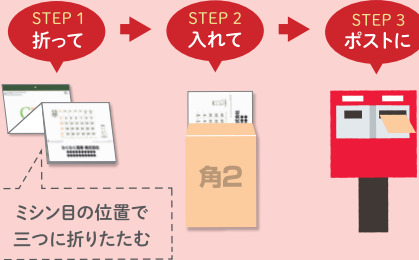 STEP 1
折って
STEP 2
入れて
STEP 3
ポストに
角2
ミシン目の位置で
三つに折りたたむ